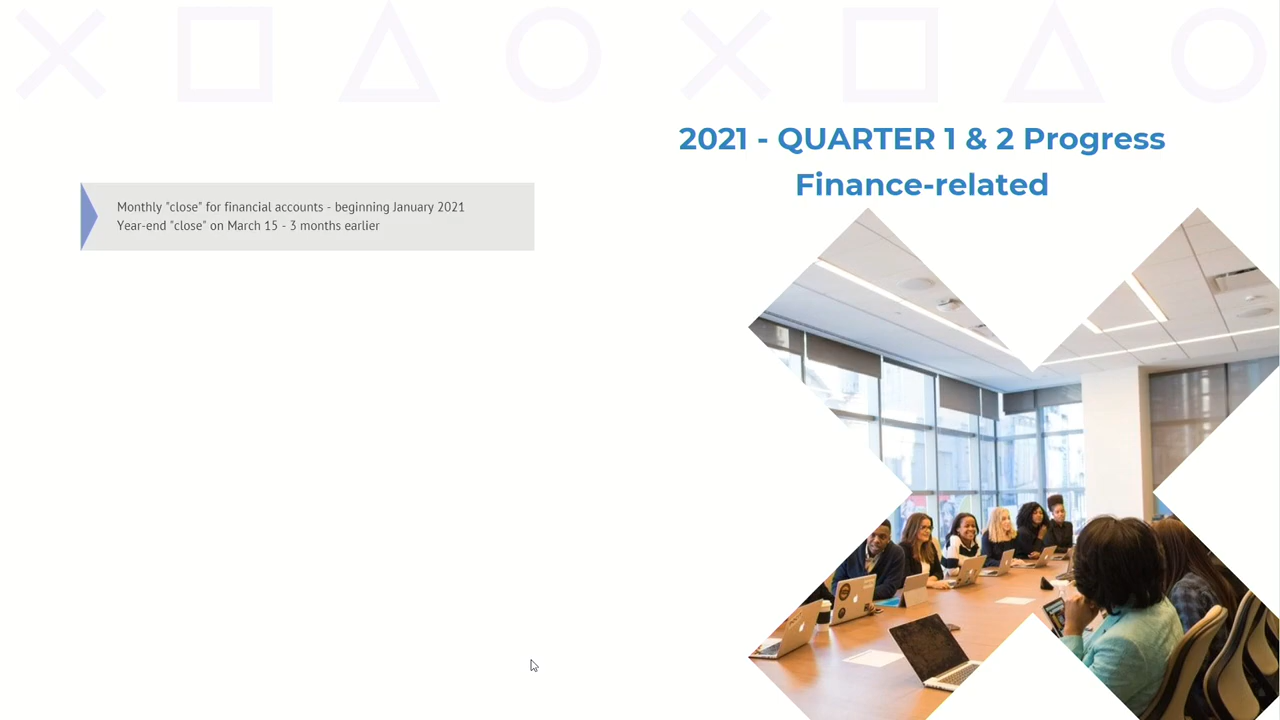 2021 - QUARTER 1 & 2 Progress
Finance-related
Monthly "close" for financial accounts - beginning January 2021
Year-end "close" on March 15 - 3 months earlier